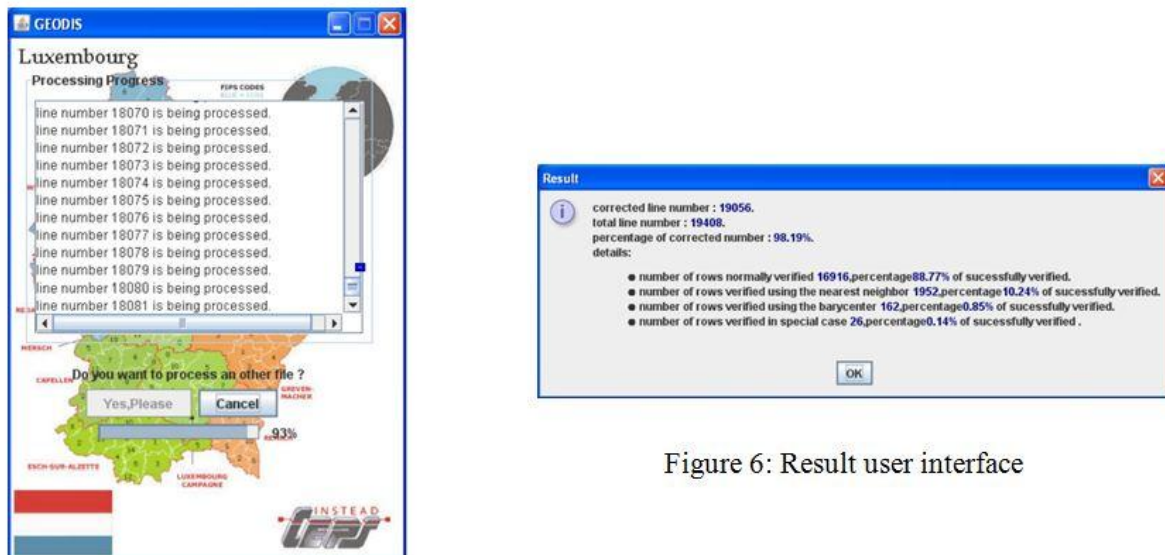 GEODIS
Luxembourg
Processing Progress
FIPS CODES
line number 18070 is being processed.
line number 18071 is being processed.
line number 18072 is being processed.
line number 18073 is being processed.
line number 18074 is being processed.
line number 18075 is being processed.
line number 18076 is being processed.
line number 18077 is being processed.
line number 18078 is being processed.
line number 18079 is being processed.
line number 18080 is being processed.
line number 18081 is being processed.
MERSCH
CAPELLEN
Do you want to process an other file ?
GREVEN-
MACHER
Yes,Please
Cancel
93%
ESCH-SUR-ALZETTE
LUXEMBOURG
CAMPAGNE
INSTEAD
CEPS
Result
corrected line number : 19056.
total line number : 19408.
percentage of corrected number : 98.19%.
details:
● number of rows normally verified 16916,percentage88.77% of sucessfully verified.
● number of rows verified using the nearest neighbor 1952,percentage10.24% of sucessfully verified.
● number of rows verified using the barycenter 162,percentage0.85% of sucessfully verified.
● number of rows verified in special case 26,percentage0.14% of sucessfully verified .
OK
Figure 6: Result user interface